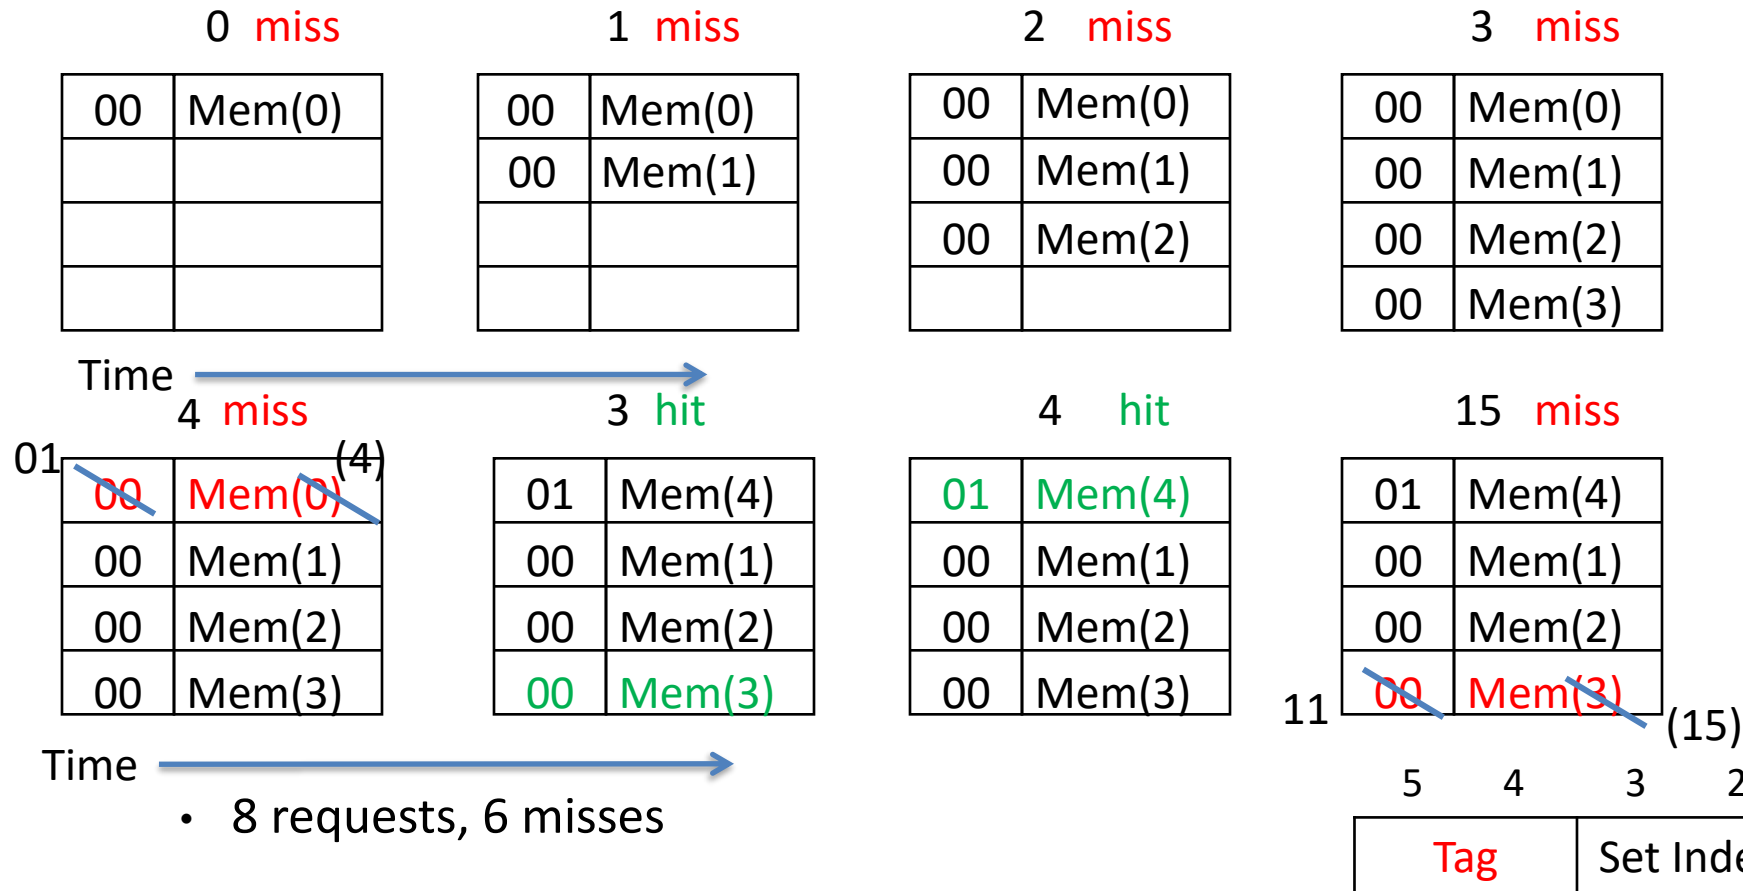 0 miss 1 miss 2 miss 3 miss
00 Mem(0) 00 Mem(0) 00 Mem(0) 00 Mem(0)
00 Mem(1) 00 Mem(1) 00 Mem(1)
00 Mem(2) 00 Mem(2)
00 Mem(3)
Time
4 miss 3 hit 4 hit 15 miss
01 00 Mem(0) (4) 01 Mem(4) 01 Mem(4) 01 Mem(4)
00 Mem(1) 00 Mem(1) 00 Mem(1) 00 Mem(1)
00 Mem(2) 00 Mem(2) 00 Mem(2) 00 Mem(2)
00 Mem(3) 00 Mem(3) 00 Mem(3) 11 00 Mem(3) (15)
Time
• 8 requests, 6 misses
5 4 3 2
Tag Set Inde